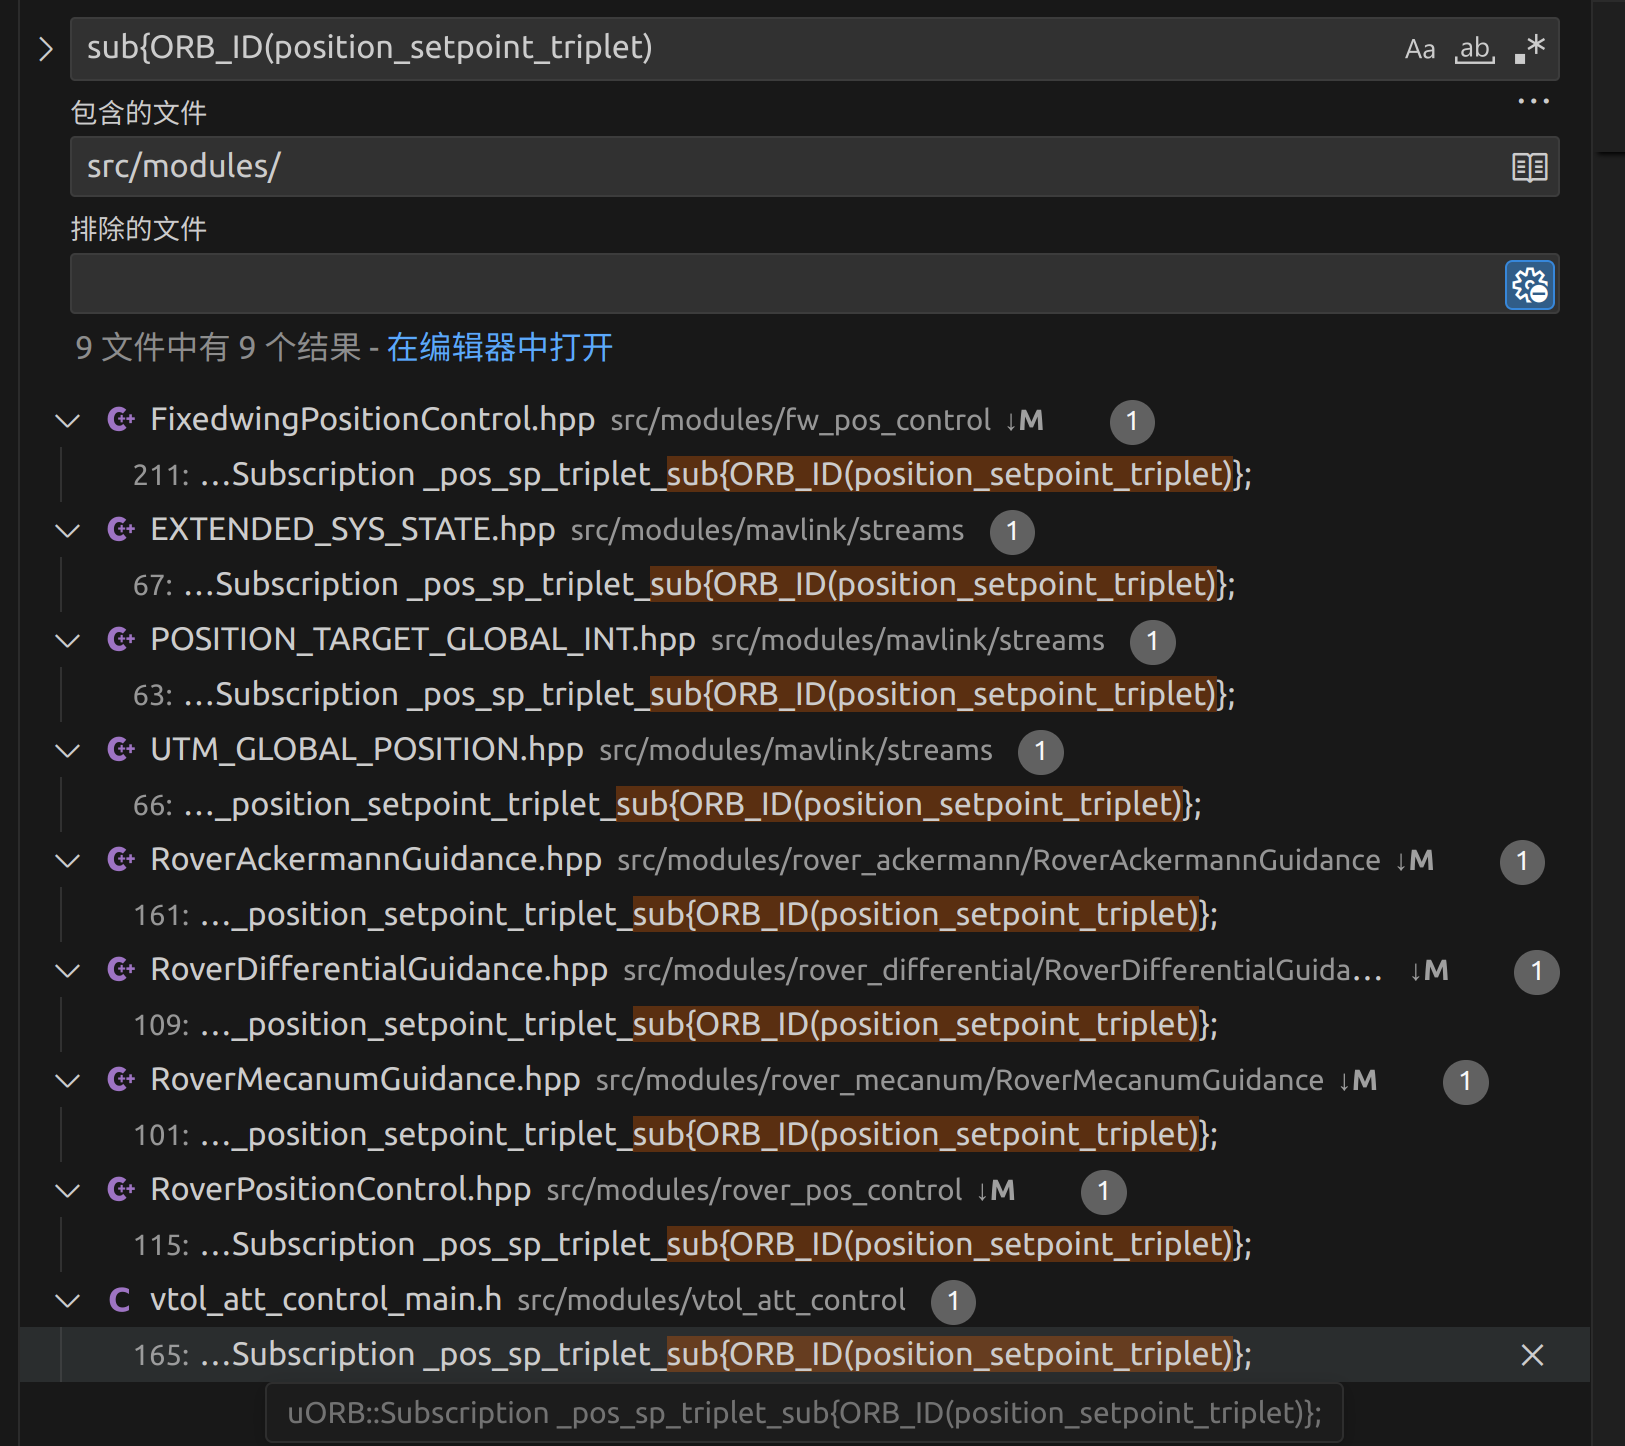 sub{ORB_ID(position_setpoint_triplet) Aa ab .*
包含的文件 ...
src/modules/
排除的文件
9 文件中有 9 个结果 - 在编辑器中打开
C+ FixedwingPositionControl.hpp src/modules/fw_pos_control ↓M 1
211: ...Subscription _pos_sp_triplet_sub{ORB_ID(position_setpoint_triplet)};
C+ EXTENDED_SYS_STATE.hpp src/modules/mavlink/streams 1
67: ...Subscription _pos_sp_triplet_sub{ORB_ID(position_setpoint_triplet)};
C+ POSITION_TARGET_GLOBAL_INT.hpp src/modules/mavlink/streams 1
63: ...Subscription _pos_sp_triplet_sub{ORB_ID(position_setpoint_triplet)};
C+ UTM_GLOBAL_POSITION.hpp src/modules/mavlink/streams 1
66: ..._position_setpoint_triplet_sub{ORB_ID(position_setpoint_triplet)};
C+ RoverAckermannGuidance.hpp src/modules/rover_ackermann/RoverAckermannGuidance ↓M 1
161: ..._position_setpoint_triplet_sub{ORB_ID(position_setpoint_triplet)};
C+ RoverDifferentialGuidance.hpp src/modules/rover_differential/RoverDifferentialGuida... ↓M 1
109: ..._position_setpoint_triplet_sub{ORB_ID(position_setpoint_triplet)};
C+ RoverMecanumGuidance.hpp src/modules/rover_mecanum/RoverMecanumGuidance ↓M 1
101: ..._position_setpoint_triplet_sub{ORB_ID(position_setpoint_triplet)};
C+ RoverPositionControl.hpp src/modules/rover_pos_control ↓M 1
115: ...Subscription _pos_sp_triplet_sub{ORB_ID(position_setpoint_triplet)};
C vtol_att_control_main.h src/modules/vtol_att_control 1
165: ...Subscription _pos_sp_triplet_sub{ORB_ID(position_setpoint_triplet)};
uORB::Subscription _pos_sp_triplet_sub{ORB_ID(position_setpoint_triplet)};